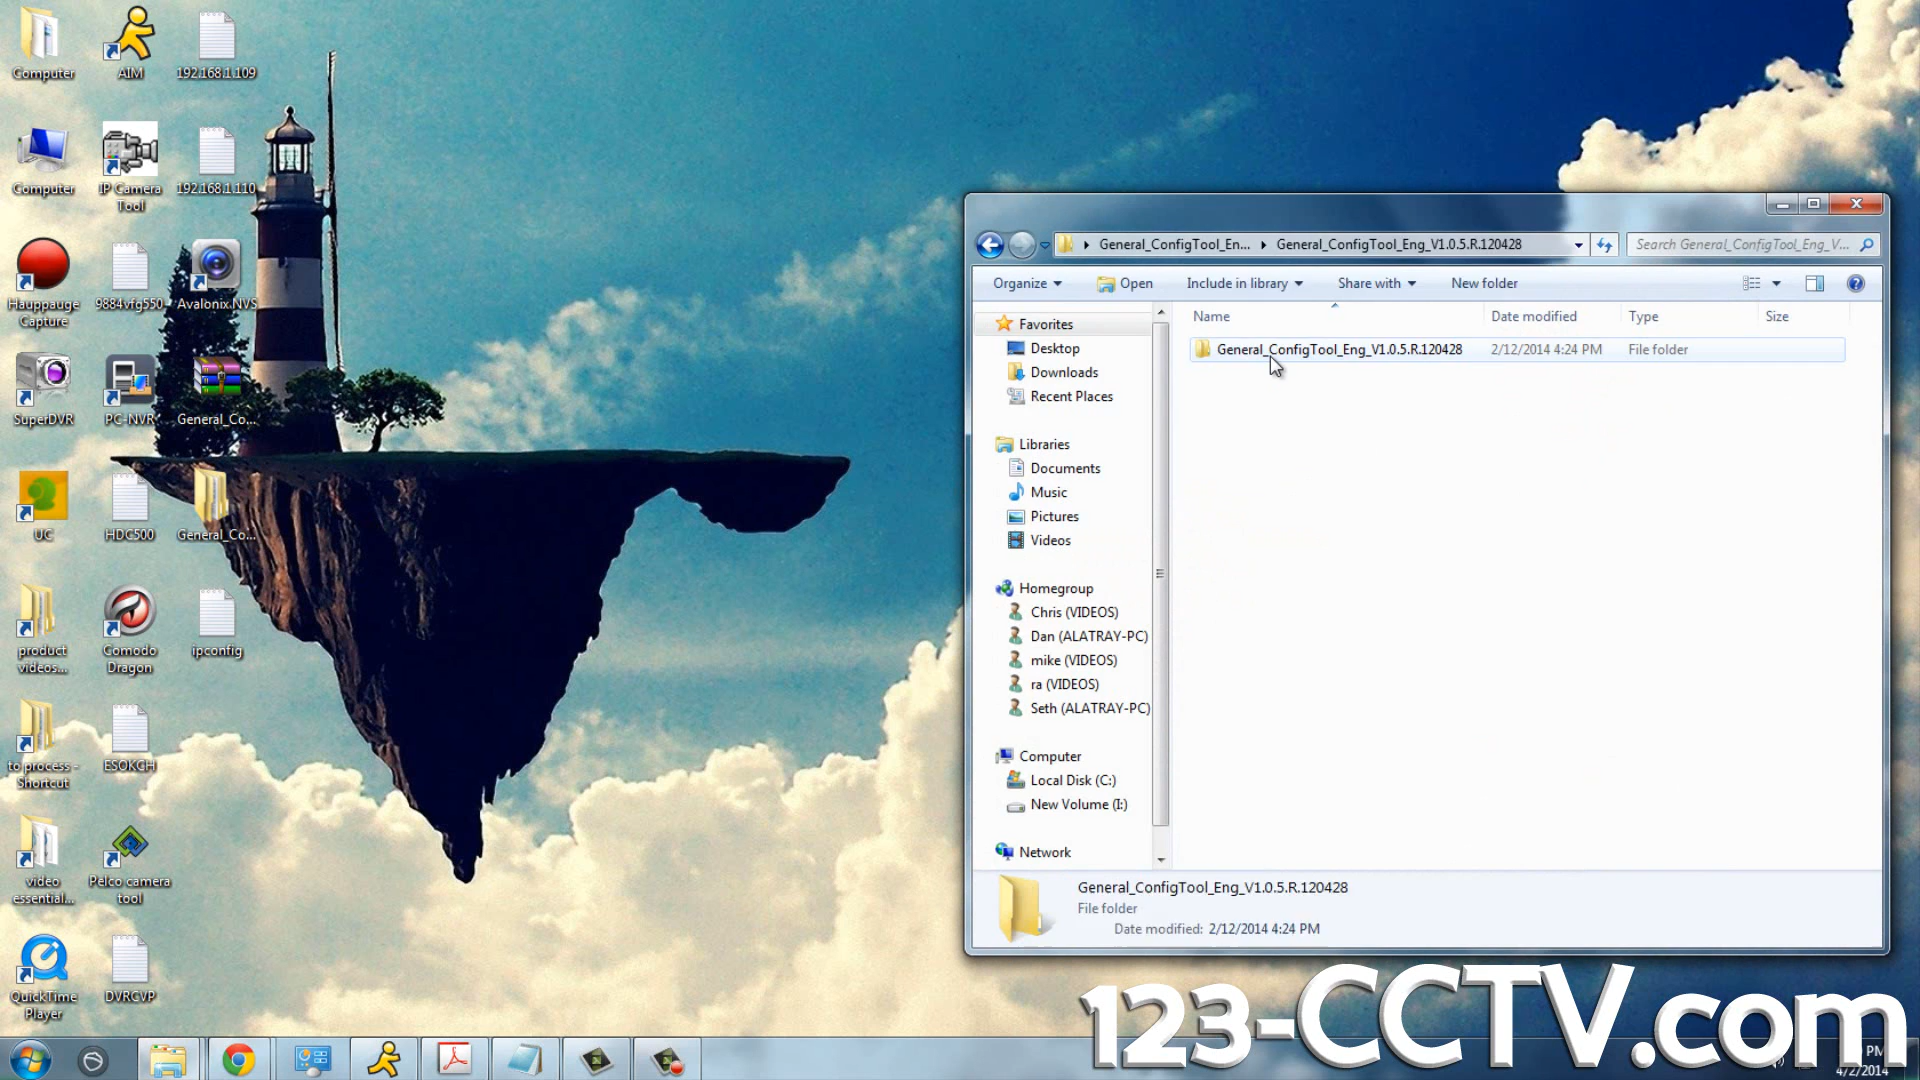 Computer
AIM
192.168.1.109
Computer
IP Camera
Tool
192.168.1.110
Hauppauge
Capture
9884vfg550
Avalonix.NVS
SuperDVR
PC-NVR
General_Co...
UC
HDC500
General_Co...
product
videos...
Comodo
Dragon
ipconfig
to process -
Shortcut
ESOKCH
video
essential...
Pelco camera
tool
QuickTime
Player
DVRCVP
General_ConfigTool_En...
General_ConfigTool_Eng_V1.0.5.R.120428
Search General_ConfigTool_Eng_V...
Organize
Open
Include in library
Share with
New folder
Name
Date modified
Type
Size
General_ConfigTool_Eng_V1.0.5.R.120428
2/12/2014 4:24 PM
File folder
Favorites
Desktop
Downloads
Recent Places
Libraries
Documents
Music
Pictures
Videos
Homegroup
Chris (VIDEOS)
Dan (ALATRAY-PC)
mike (VIDEOS)
ra (VIDEOS)
Seth (ALATRAY-PC)
Computer
Local Disk (C:)
New Volume (I:)
Network
General_ConfigTool_Eng_V1.0.5.R.120428
File folder
Date modified: 2/12/2014 4:24 PM
123-CCTV.com
PM
4/2/2014